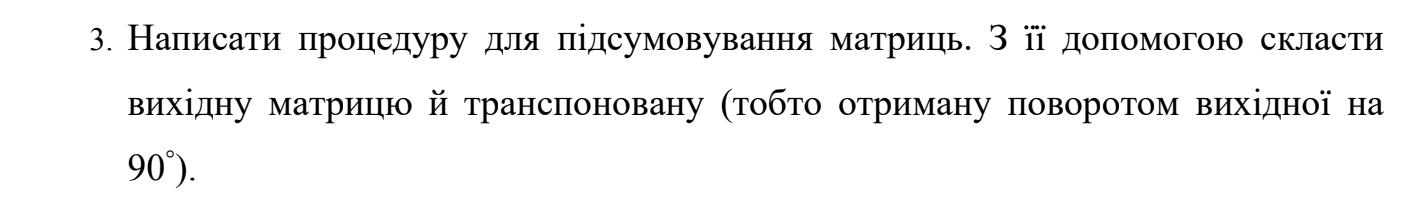 3. Написати процедуру для підсумовування матриць. З її допомогою скласти
вихідну матрицю й транспоновану (тобто отриману поворотом вихідної на
90°).